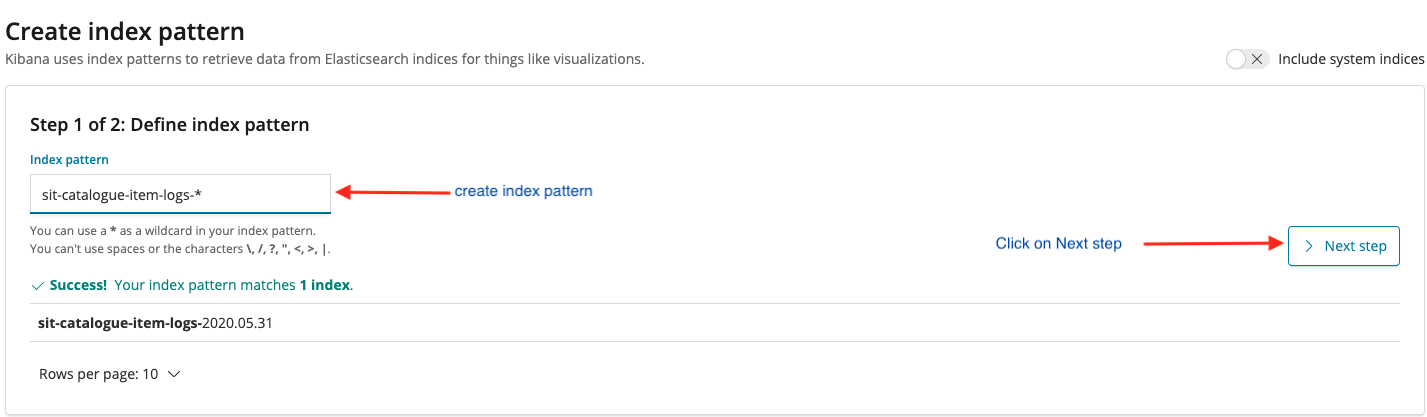 Create index pattern
Kibana uses index patterns to retrieve data from Elasticsearch indices for things like visualizations.
Include system indices
Step 1 of 2: Define index pattern
Index pattern
sit-catalogue-item-logs-*
create index pattern
You can use a * as a wildcard in your index pattern.
You can't use spaces or the characters \, /, ?, ", <, >, |.
Click on Next step
Next step
Success! Your index pattern matches 1 index.
sit-catalogue-item-logs-2020.05.31
Rows per page: 10